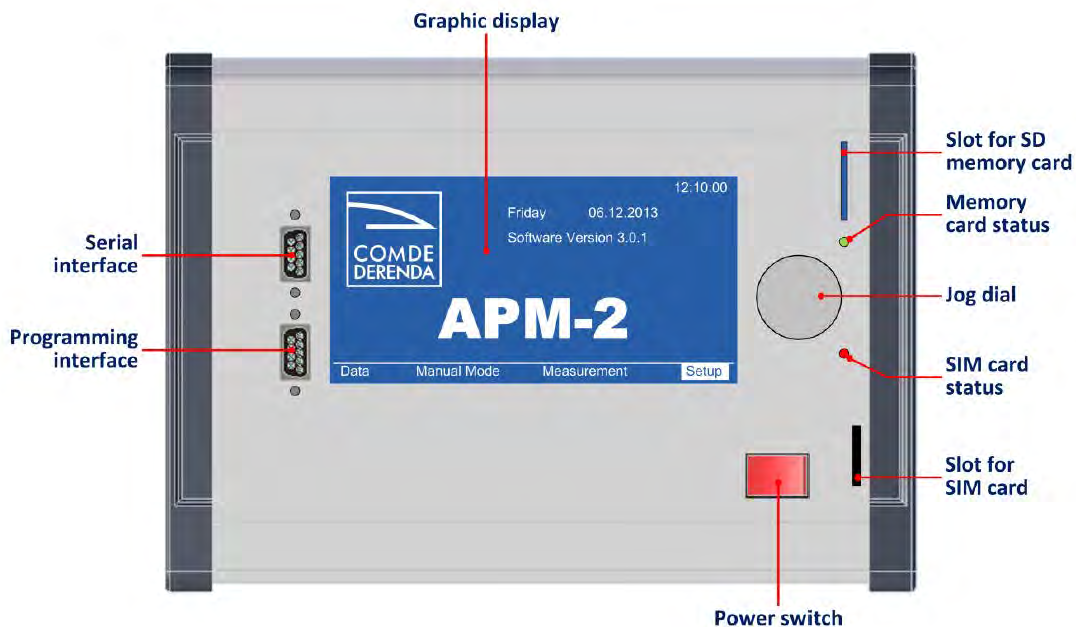 Graphic display
Slot for SD
memory card
Memory
card status
Jog dial
SIM card
status
Slot for
SIM card
Power switch
Serial
interface
Programming
interface
12:10:00
Friday 06.12.2013
Software Version 3.0.1
COMDE
DERENDA
APM-2
Data Manual Mode Measurement Setup